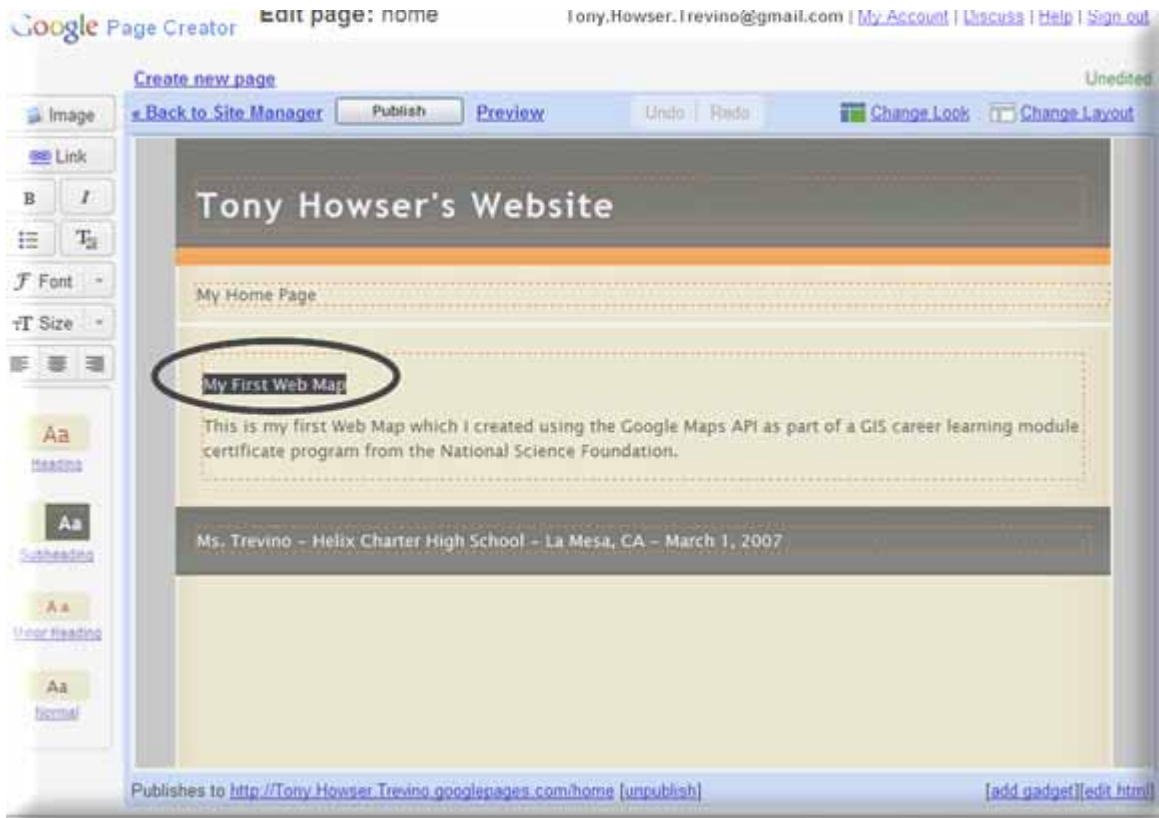 Google Page Creator
Edit page: home
Tony.Howser.Trevino@gmail.com | My Account | Discuss | Help | Sign out
Create new page
Unedited
« Back to Site Manager Publish Preview Undo Redo Change Look Change Layout
Image
Link
B I
T
F Font
TT Size
Aa
Heading
Aa
Subheading
Aa
Minor Heading
Aa
Normal
Tony Howser's Website
My Home Page
My First Web Map
This is my first Web Map which I created using the Google Maps API as part of a GIS career learning module
certificate program from the National Science Foundation.
Ms. Trevino – Helix Charter High School – La Mesa, CA – March 1, 2007
Publishes to http://Tony.Howser.Trevino.googlepages.com/home [unpublish]
[add gadget][edit html]